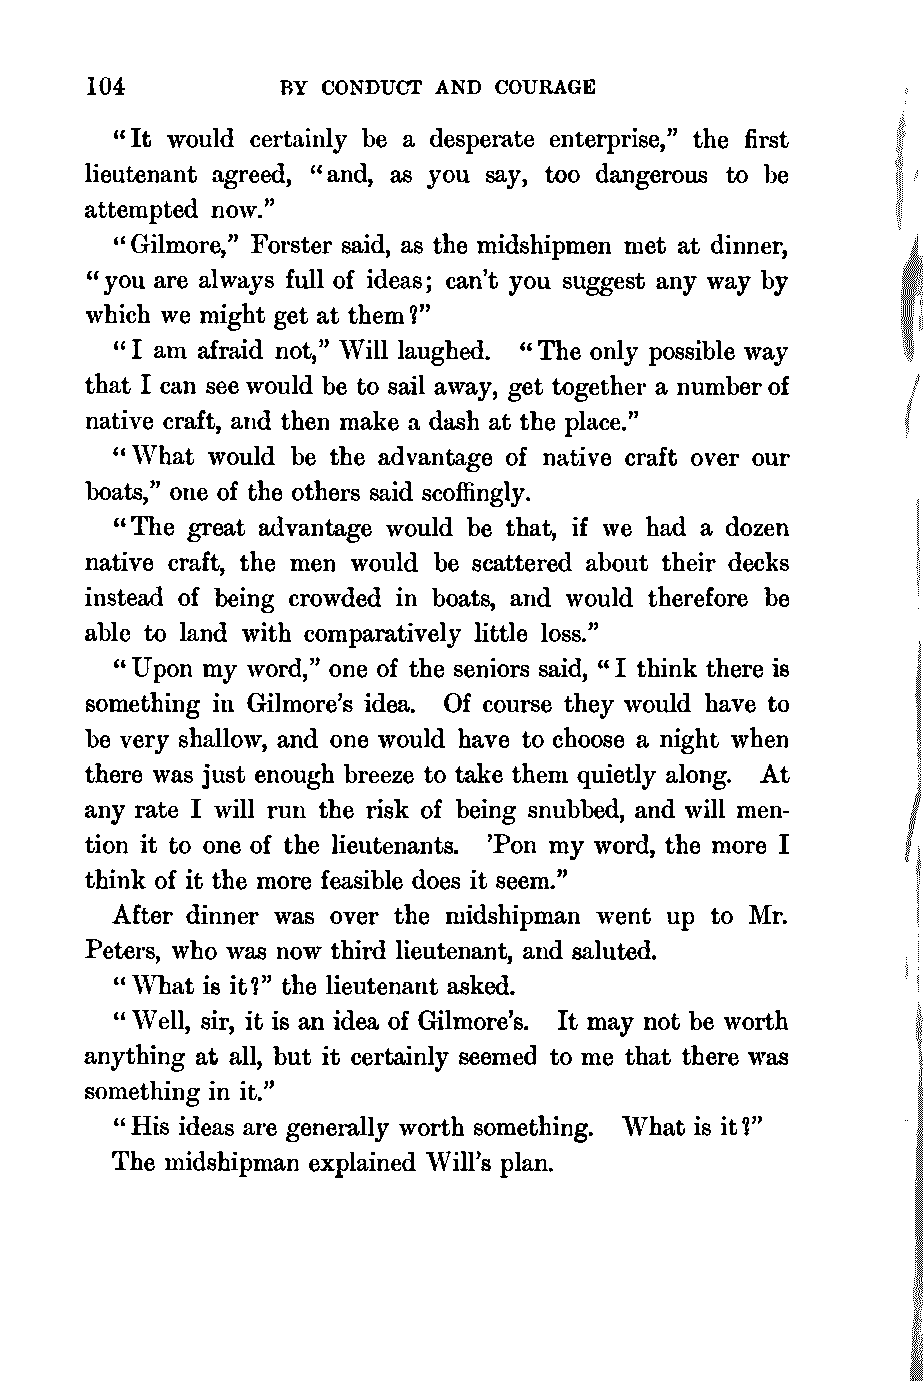 104 BY CONDUCT AND COURAGE
“It would certainly be a desperate enterprise,” the first
lieutenant agreed, “and, as you say, too dangerous to be
attempted now.”
“Gilmore,” Forster said, as the midshipmen met at dinner,
“you are always full of ideas; can’t you suggest any way by
which we might get at them?”
“I am afraid not,” Will laughed. “The only possible way
that I can see would be to sail away, get together a number of
native craft, and then make a dash at the place.”
“What would be the advantage of native craft over our
boats,” one of the others said scoffingly.
“The great advantage would be that, if we had a dozen
native craft, the men would be scattered about their decks
instead of being crowded in boats, and would therefore be
able to land with comparatively little loss.”
“Upon my word,” one of the seniors said, “I think there is
something in Gilmore’s idea. Of course they would have to
be very shallow, and one would have to choose a night when
there was just enough breeze to take them quietly along. At
any rate I will run the risk of being snubbed, and will men-
tion it to one of the lieutenants. ’Pon my word, the more I
think of it the more feasible does it seem.”
After dinner was over the midshipman went up to Mr.
Peters, who was now third lieutenant, and saluted.
“What is it?” the lieutenant asked.
“Well, sir, it is an idea of Gilmore’s. It may not be worth
anything at all, but it certainly seemed to me that there was
something in it.”
“His ideas are generally worth something. What is it?”
The midshipman explained Will’s plan.